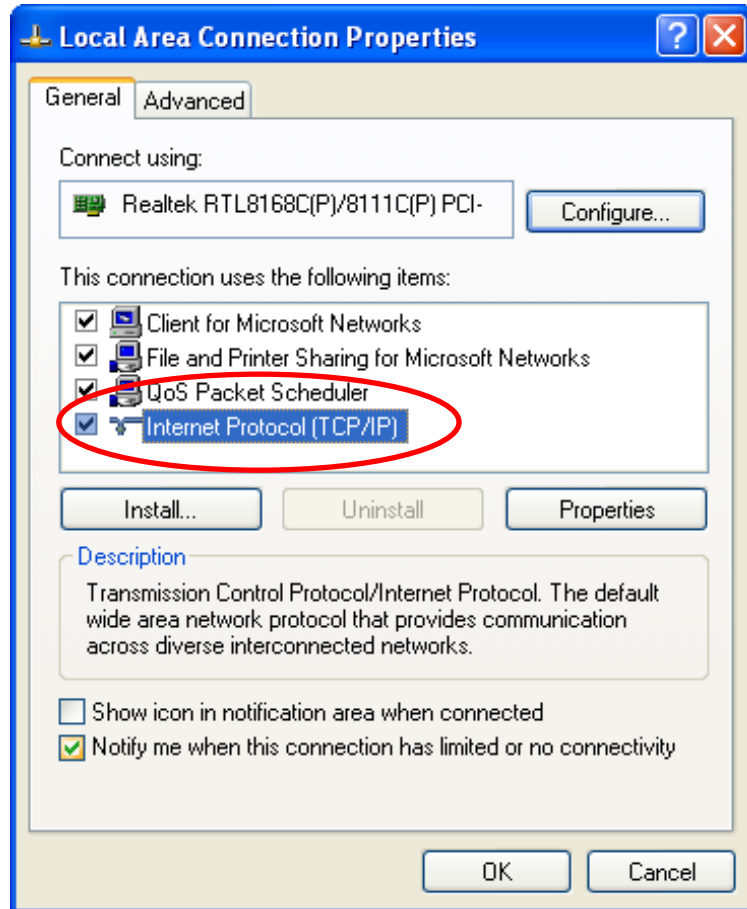 Local Area Connection Properties
General
Advanced
Connect using:
Realtek RTL8168C(P)/8111C(P) PCI-
Configure...
This connection uses the following items:
Client for Microsoft Networks
File and Printer Sharing for Microsoft Networks
QoS Packet Scheduler
Internet Protocol (TCP/IP)
Install...
Uninstall
Properties
Description
Transmission Control Protocol/Internet Protocol. The default
wide area network protocol that provides communication
across diverse interconnected networks.
Show icon in notification area when connected
Notify me when this connection has limited or no connectivity
OK
Cancel